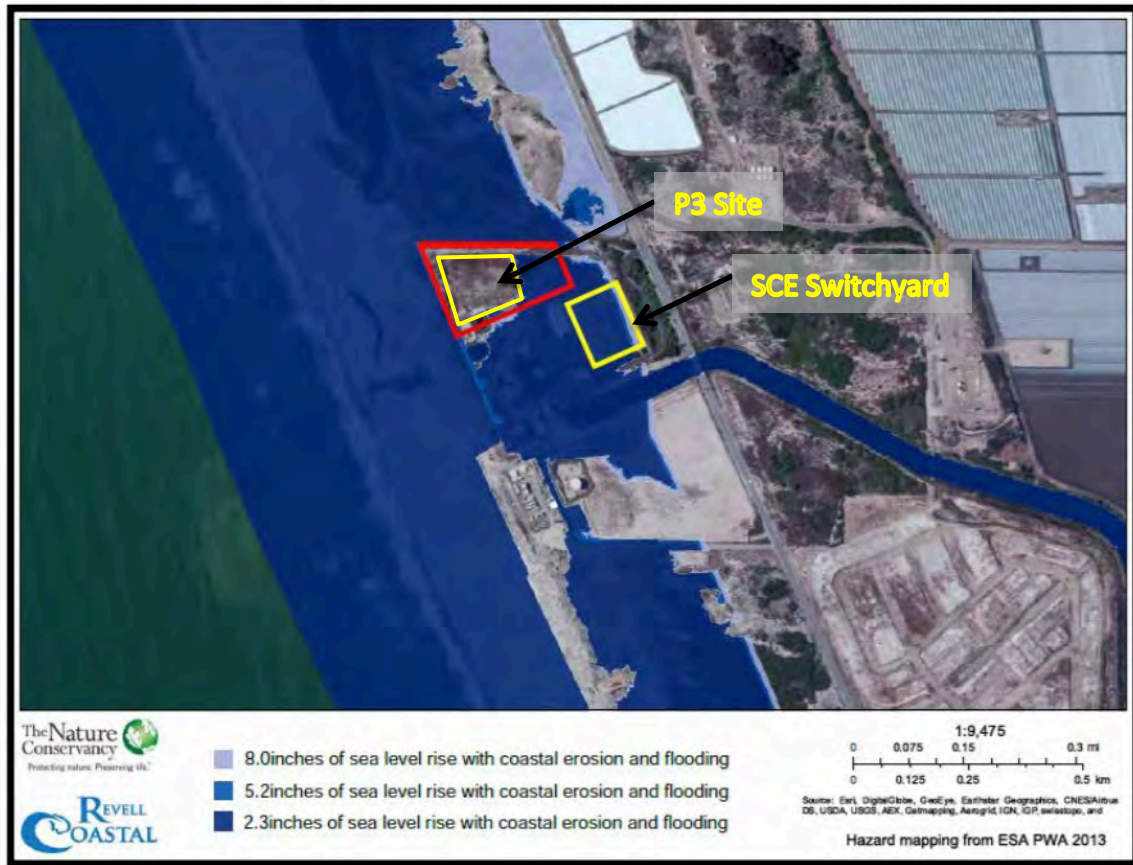 P3 Site
SCE Switchyard
The Nature
Conservancy
Protecting nature. Preserving life.
REVELL
COASTAL
8.0inches of sea level rise with coastal erosion and flooding
5.2inches of sea level rise with coastal erosion and flooding
2.3inches of sea level rise with coastal erosion and flooding
1:9,475
0 0.075 0.15 0.3 mi
0 0.125 0.25 0.5 km
Source: Esri, DigitalGlobe, GeoEye, Earthstar Geographics, CNES/Airbus
DS, USDA, USGS, AEX, Getmapping, Aerogrid, IGN, IGP, swisstopo, and
Hazard mapping from ESA PWA 2013